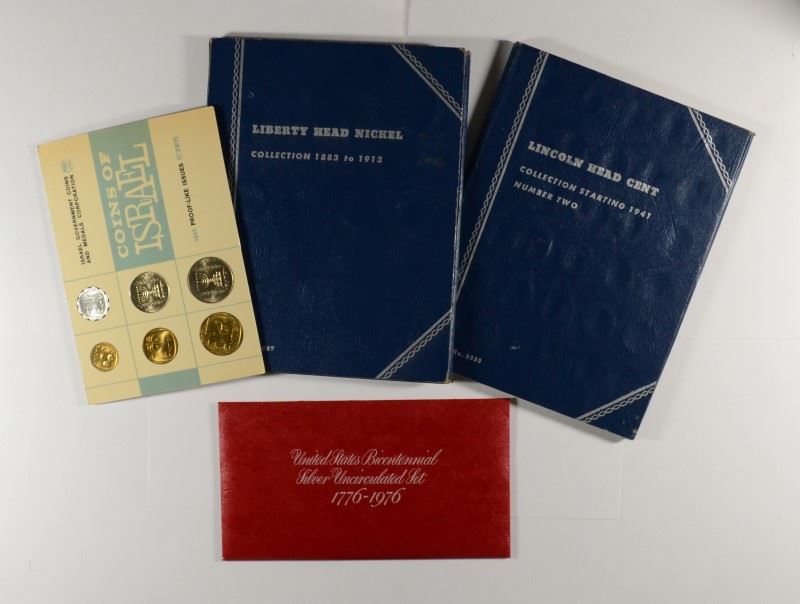 COINS OF
ISRAEL
ISRAEL GOVERNMENT COINS
AND MEDALS CORPORATION
PROOF-LIKE ISSUES
LIBERTY HEAD NICKEL
COLLECTION 1883 to 1913
LINCOLN HEAD CENT
COLLECTION STARTING 1941
NUMBER TWO
United States Bicentennial
Silver Uncirculated Set
1776-1976